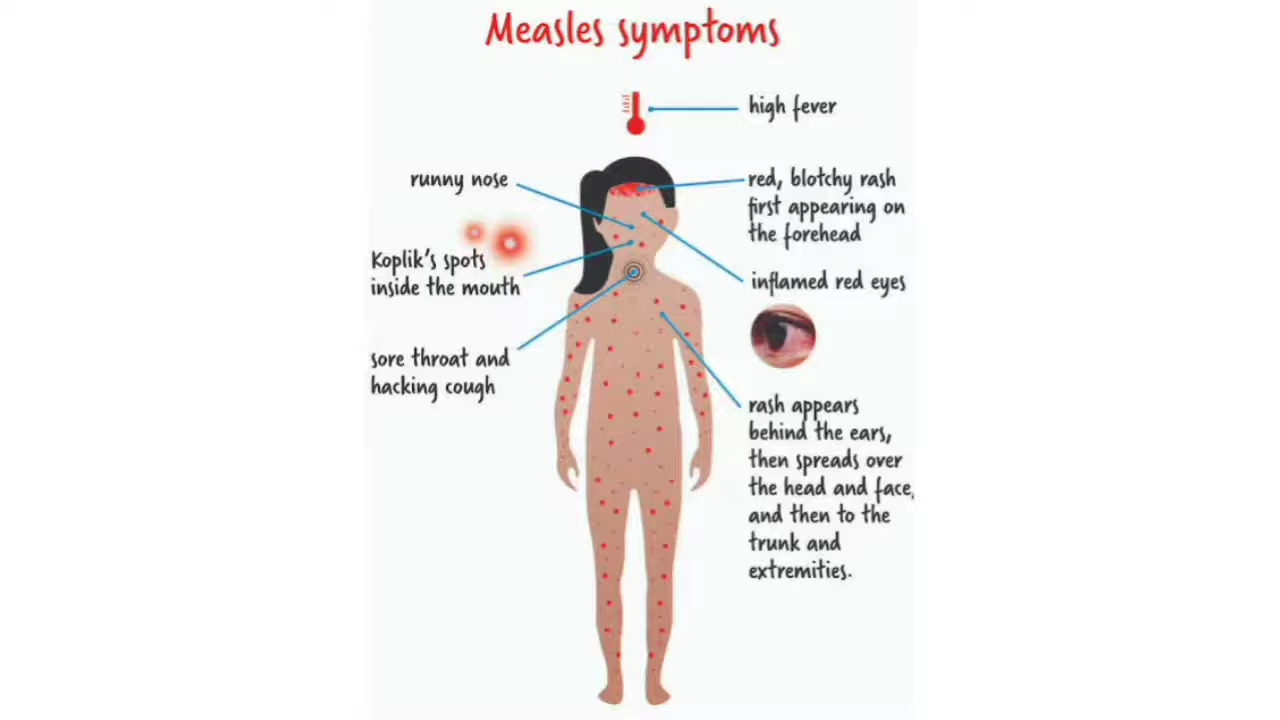 Measles symptoms
high fever
runny nose
red, blotchy rash
first appearing on
the forehead
Koplik's spots
inside the mouth
inflamed red eyes
sore throat and
hacking cough
rash appears
behind the ears,
then spreads over
the head and face,
and then to the
trunk and
extremities.